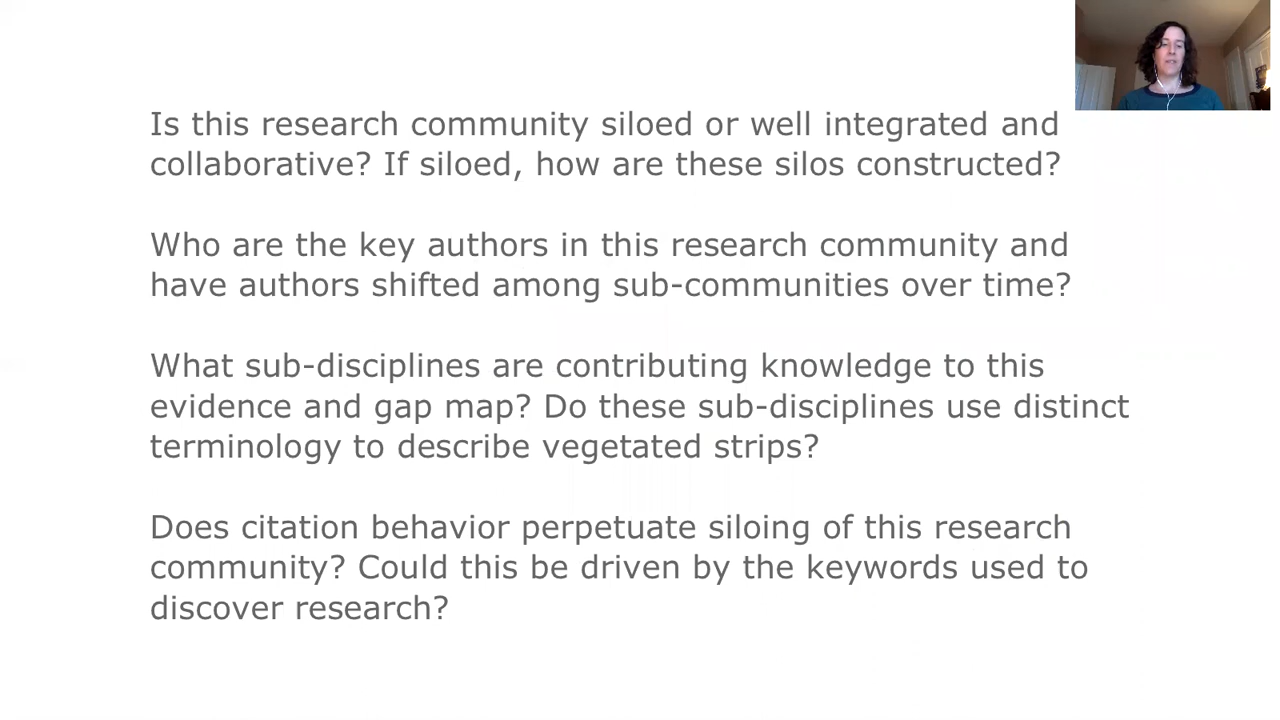 Is this research community siloed or well integrated and
collaborative? If siloed, how are these silos constructed?
Who are the key authors in this research community and
have authors shifted among sub-communities over time?
What sub-disciplines are contributing knowledge to this
evidence and gap map? Do these sub-disciplines use distinct
terminology to describe vegetated strips?
Does citation behavior perpetuate siloing of this research
community? Could this be driven by the keywords used to
discover research?